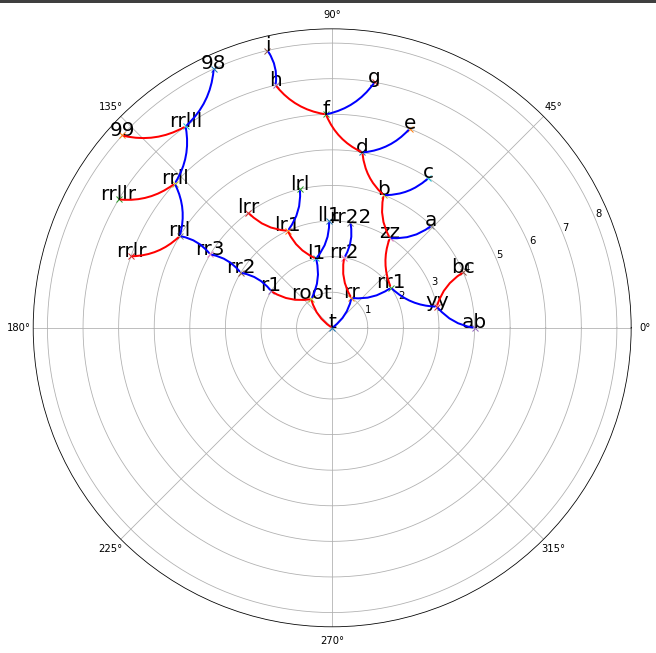 90°
i
98
h
g
135°
f
45°
99
rrlll
e
d
rrll
c
b
lrl
rrllr
lrr
ll1
rr22
a
8
lr1
zz
7
rrl
6
rrlr
rr3
l1
rr2
5
rr2
bc
r1
rr1
3
root
rr
2
yy
1
t
ab
180°
0°
225°
315°
270°